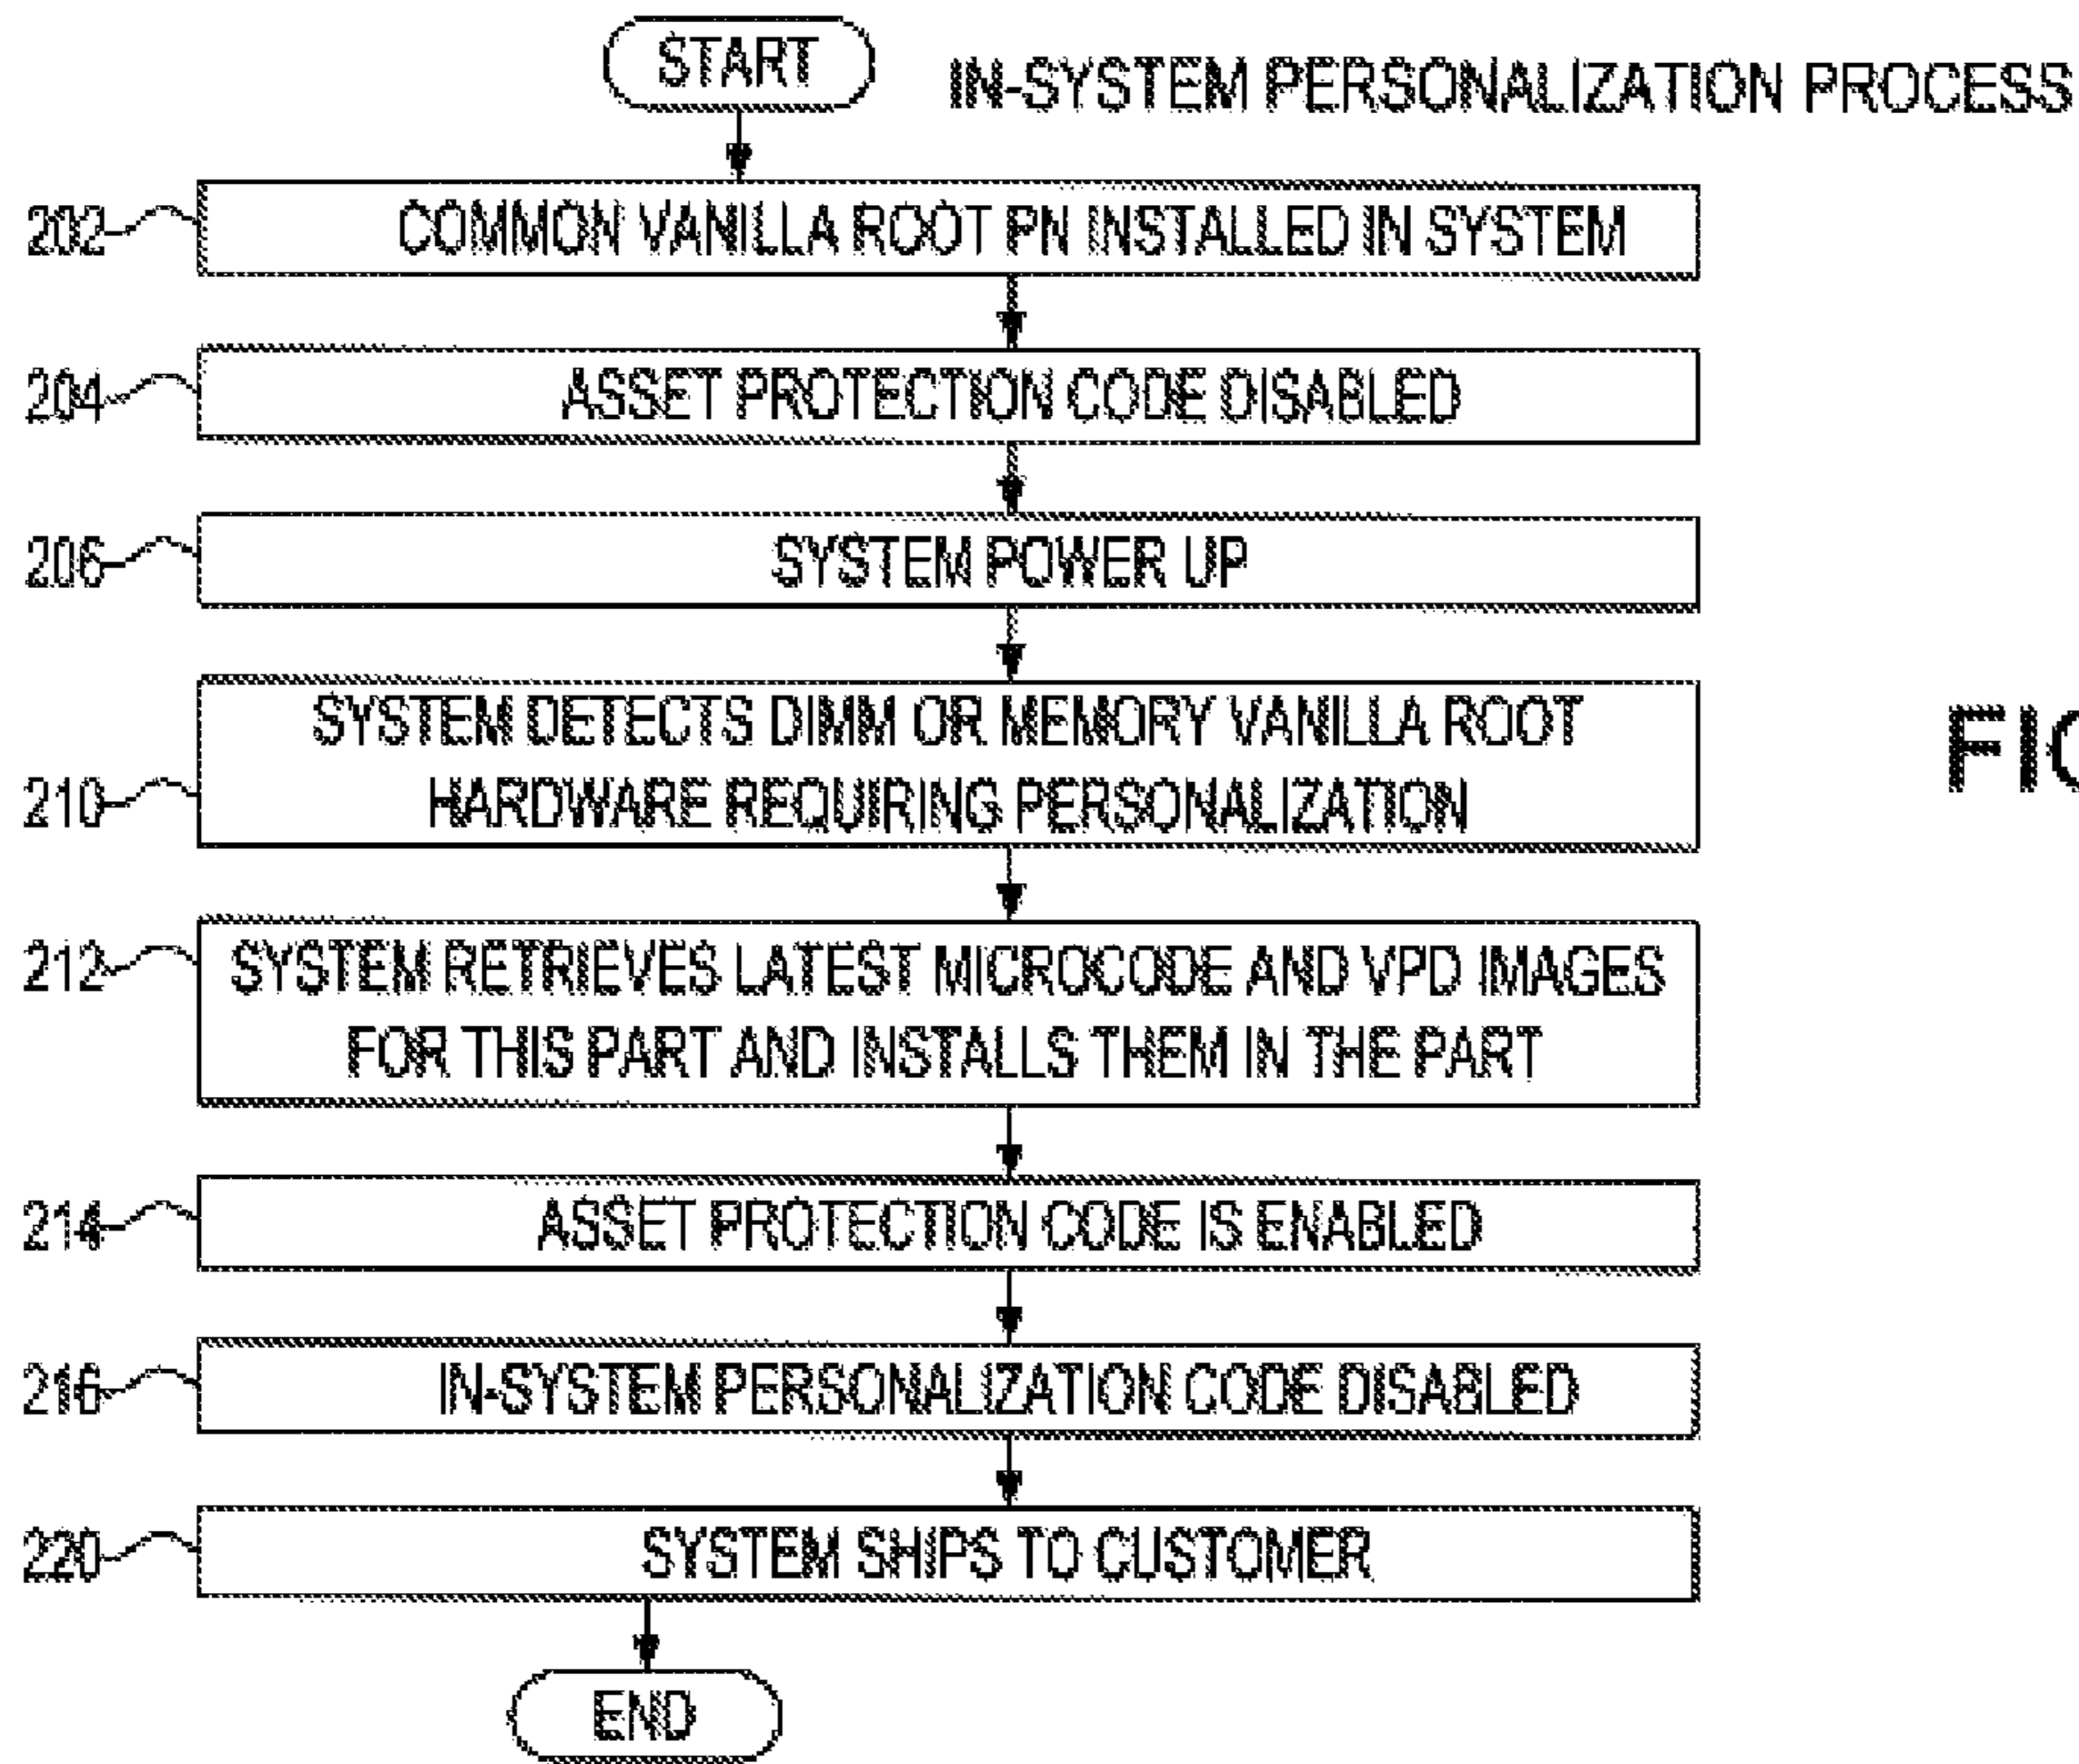 START
IN-SYSTEM PERSONALIZATION PROCESS
202
COMMON VANILLA ROOT PN INSTALLED IN SYSTEM
204
ASSET PROTECTION CODE DISABLED
206
SYSTEM POWER UP
SYSTEM DETECTS DIMM OR MEMORY VANILLA ROOT
210
HARDWARE REQUIRING PERSONALIZATION
212
SYSTEM RETRIEVES LATEST MICROCODE AND VPD IMAGES
FOR THIS PART AND INSTALLS THEM IN THE PART
214
ASSET PROTECTION CODE IS ENABLED
216
IN-SYSTEM PERSONALIZATION CODE DISABLED
220
SYSTEM SHIPS TO CUSTOMER
END